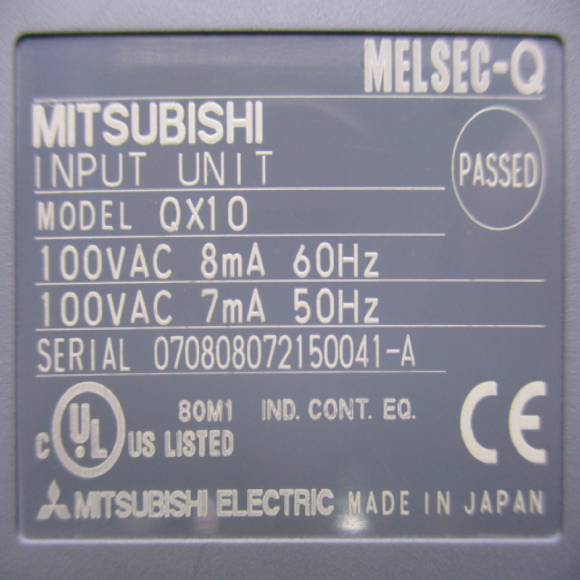 MELSEC-Q
MITSUBISHI
INPUT UNIT
PASSED
MODEL QX10
100VAC 8mA 60Hz
100VAC 7mA 50Hz
SERIAL 070808072150041-A
C UL US LISTED
80M1 IND. CONT. EQ.
CE
MITSUBISHI ELECTRIC MADE IN JAPAN